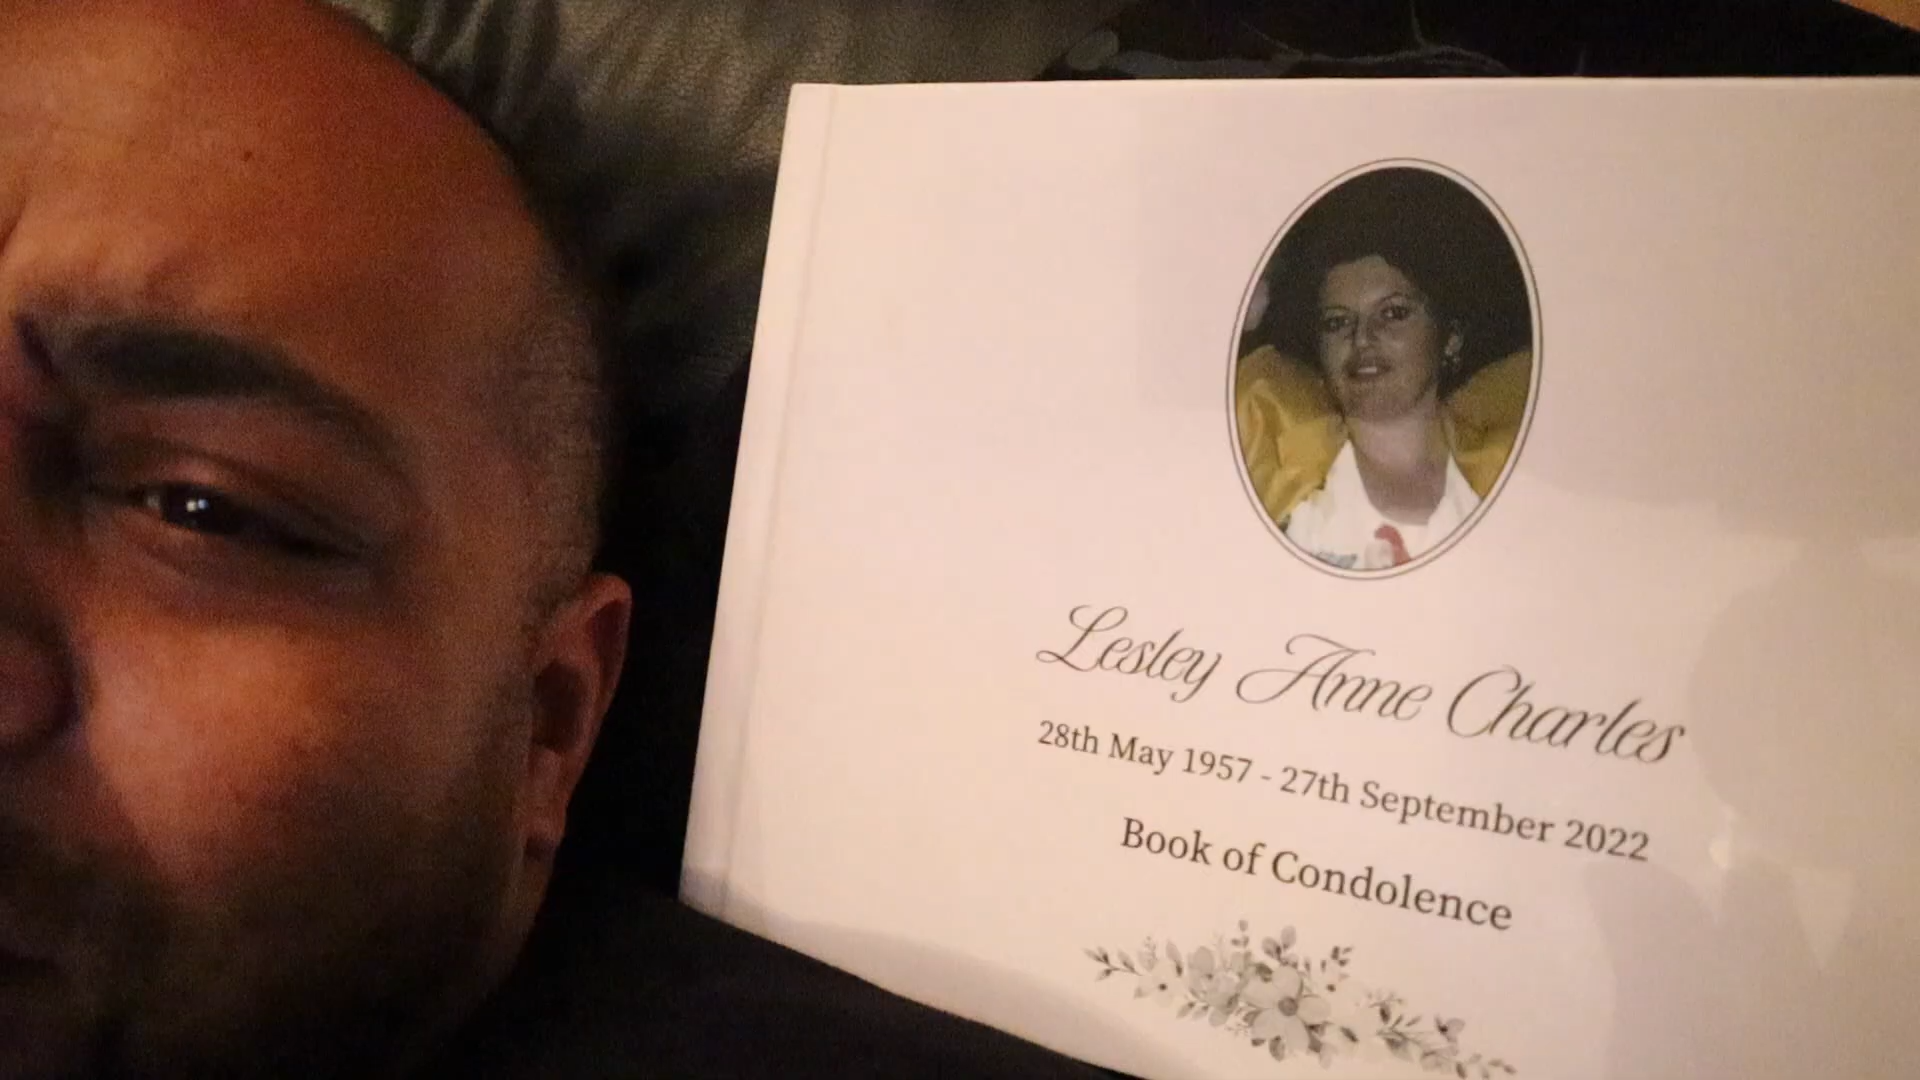 Lesley Anne Charles
28th May 1957 - 27th September 2022
Book of Condolence